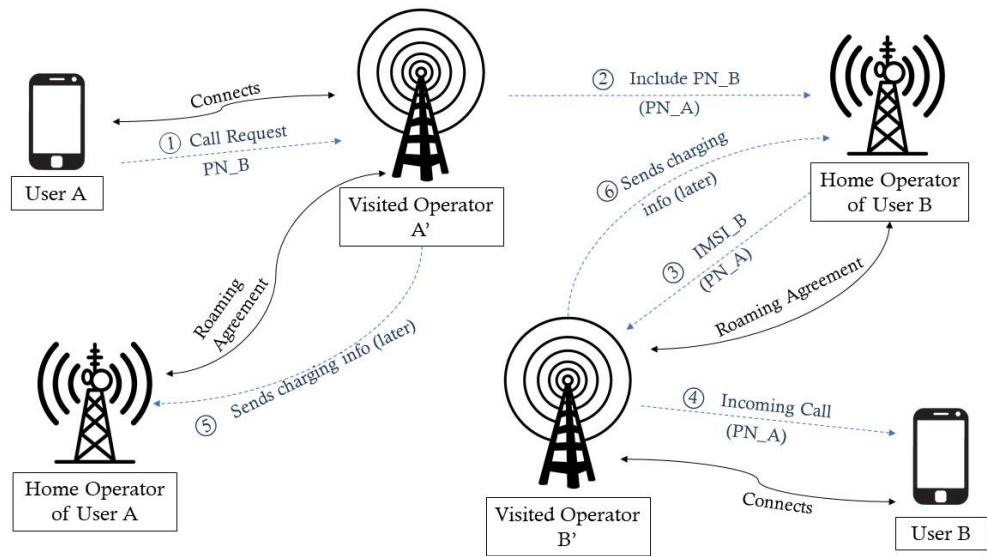 Connects
① Call Request
PN_B
User A
Visited Operator
A'
② Include PN_B
(PN_A)
Home Operator
of User B
⑥ Sends charging
info (later)
③ IMSI_B
(PN_A)
Roaming Agreement
Roaming
Agreement
⑤ Sends charging info (later)
Home Operator
of User A
④ Incoming Call
(PN_A)
Visited Operator
B'
Connects
User B